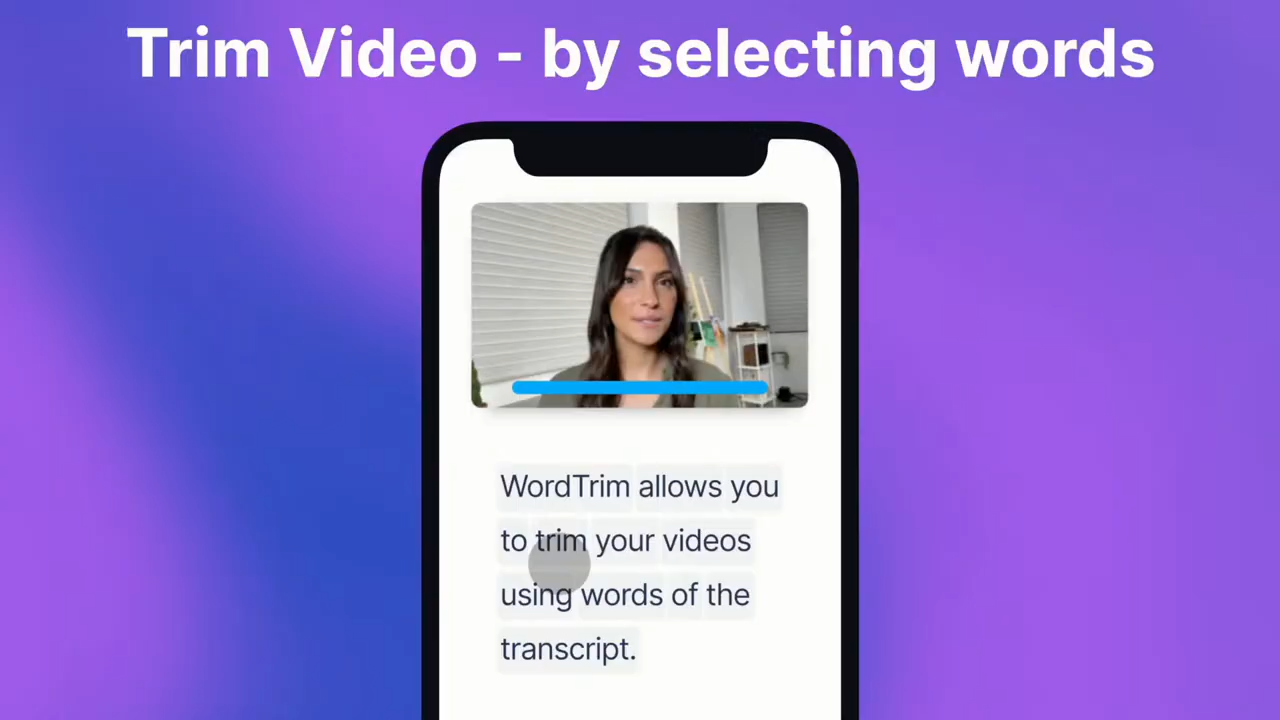 Trim Video - by selecting words
WordTrim allows you
to trim your videos
using words of the
transcript.